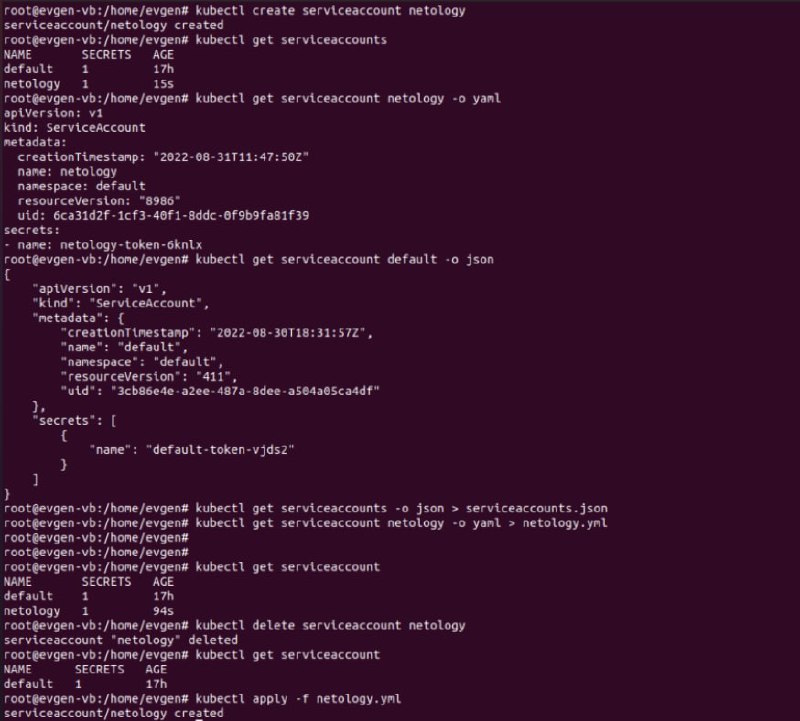 root@evgen-vb:/home/evgen# kubectl create serviceaccount netology
serviceaccount/netology created
root@evgen-vb:/home/evgen# kubectl get serviceaccounts
NAME       SECRETS   AGE
default    1         17h
netology   1         15s
root@evgen-vb:/home/evgen# kubectl get serviceaccount netology -o yaml
apiVersion: v1
kind: ServiceAccount
metadata:
  creationTimestamp: "2022-08-31T11:47:50Z"
  name: netology
  namespace: default
  resourceVersion: "8986"
  uid: 6ca31d2f-1cf3-40f1-8ddc-0f9b9fa81f39
secrets:
- name: netology-token-6knlx
root@evgen-vb:/home/evgen# kubectl get serviceaccount default -o json
{
    "apiVersion": "v1",
    "kind": "ServiceAccount",
    "metadata": {
        "creationTimestamp": "2022-08-30T18:31:57Z",
        "name": "default",
        "namespace": "default",
        "resourceVersion": "411",
        "uid": "3cb86e4e-a2ee-487a-8dee-a504a05ca4df"
    },
    "secrets": [
        {
            "name": "default-token-vjds2"
        }
    ]
}
root@evgen-vb:/home/evgen# kubectl get serviceaccounts -o json > serviceaccounts.json
root@evgen-vb:/home/evgen# kubectl get serviceaccount netology -o yaml > netology.yml
root@evgen-vb:/home/evgen#
root@evgen-vb:/home/evgen#
root@evgen-vb:/home/evgen# kubectl get serviceaccount
NAME       SECRETS   AGE
default    1         17h
netology   1         94s
root@evgen-vb:/home/evgen# kubectl delete serviceaccount netology
serviceaccount "netology" deleted
root@evgen-vb:/home/evgen# kubectl get serviceaccount
NAME      SECRETS   AGE
default   1         17h
root@evgen-vb:/home/evgen# kubectl apply -f netology.yml
serviceaccount/netology created